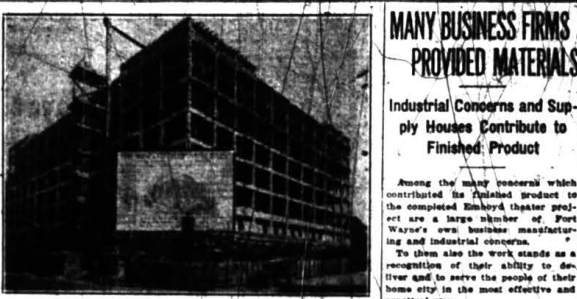 MANY BUSINESS FIRMS
PROVIDED MATERIALS
Industrial Concerns and Sup-
ply Houses Contribute to
Finished Product
Among the many concerns which
contributed its finished product to
the completed Emboyd theater proj-
ect are a large number of Fort
Wayne's own business manufactur-
ing and industrial concerns.
To them also the work stands as a
recognition of their ability to de-
liver and to serve the people of their
home city in the most effective and